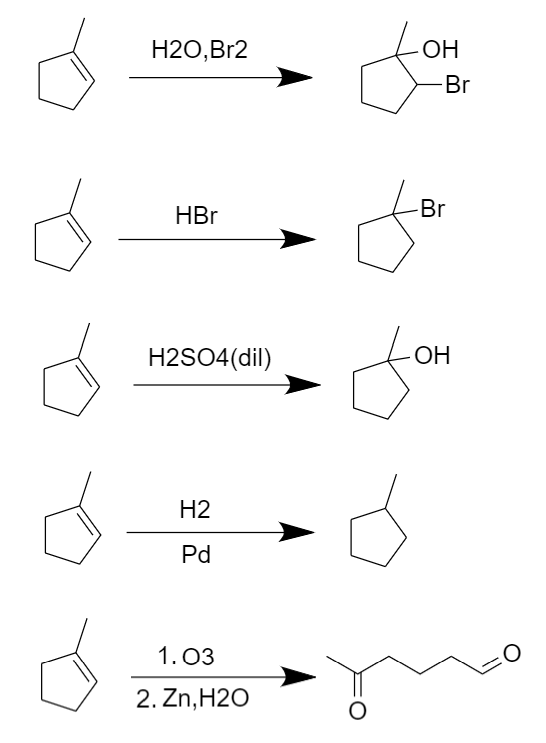 H2O,Br2
OH
Br
HBr
Br
H2SO4(dil)
OH
H2
Pd
1. O3
2. Zn,H2O
O
O